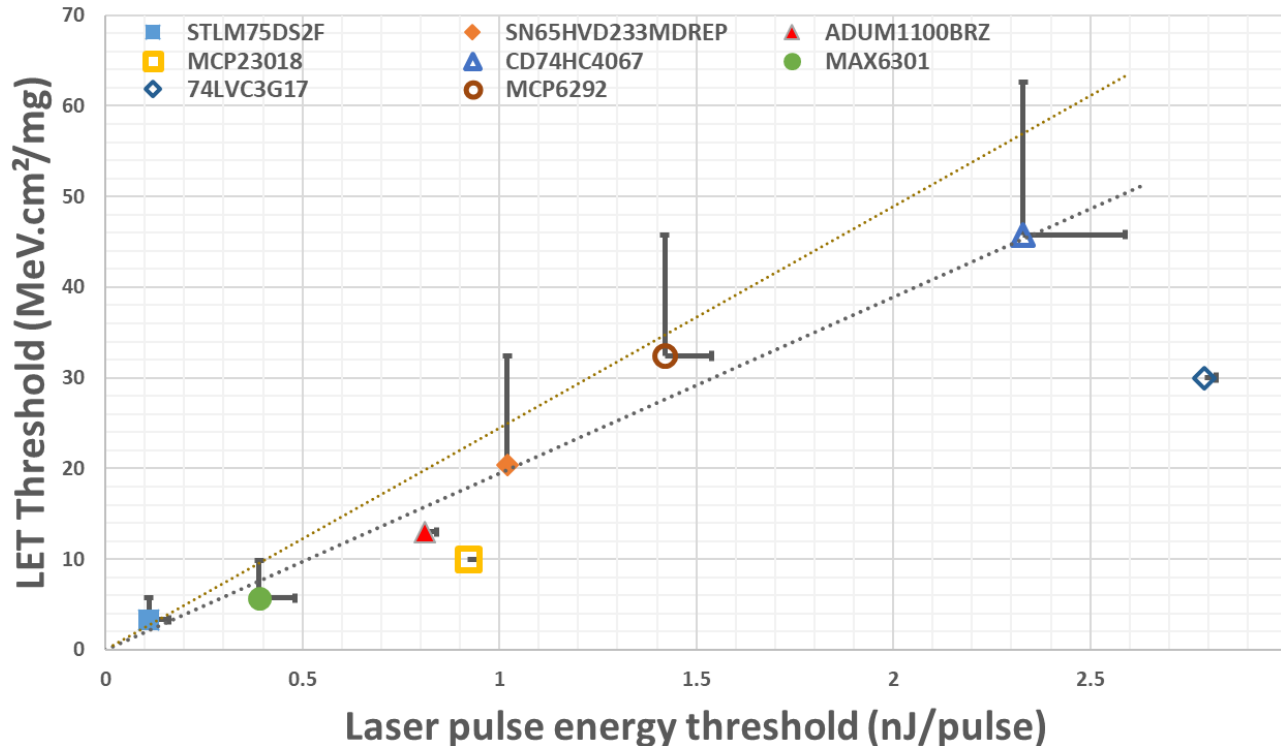 STLM75DS2F SN65HVD233MDREP ADUM1100BRZ
MCP23018 CD74HC4067 MAX6301
74LVC3G17 MCP6292
LET Threshold (MeV.cm²/mg)
70
60
50
40
30
20
10
0
0 0.5 1 1.5 2 2.5
Laser pulse energy threshold (nJ/pulse)